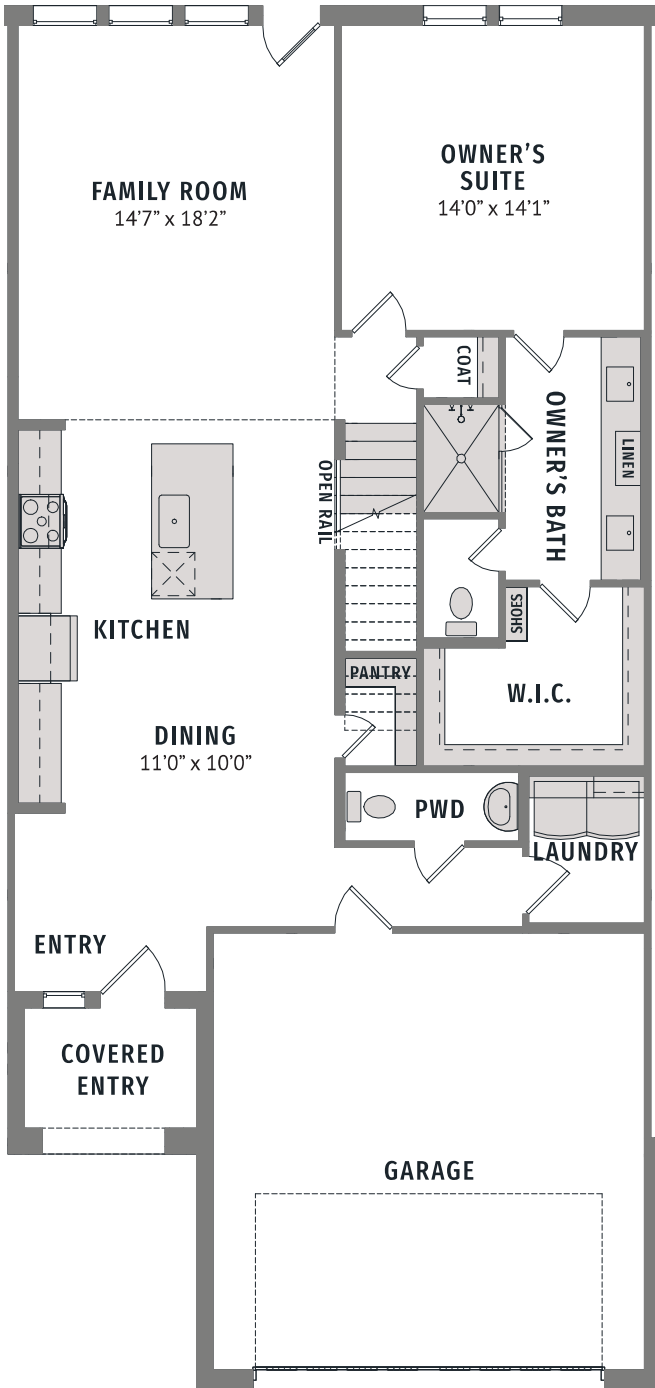 FAMILY ROOM
14'7" x 18'2"
OWNER'S
SUITE
14'0" x 14'1"
COAT
OWNER'S BATH
LINEN
OPEN RAIL
KITCHEN
SHOES
PANTRY
W.I.C.
DINING
11'0" x 10'0"
PWD
LAUNDRY
ENTRY
COVERED
ENTRY
GARAGE